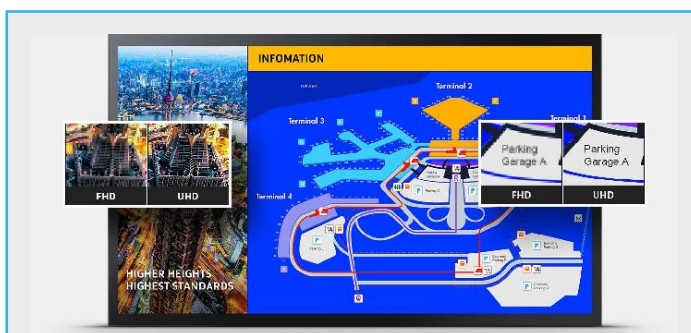 INFOMATION
Terminal 2
Terminal 3
Terminal 1
Terminal 4
FHD
UHD
Parking
Garage A
Parking
Garage A
FHD
UHD
HIGHER HEIGHTS
HIGHEST STANDARDS